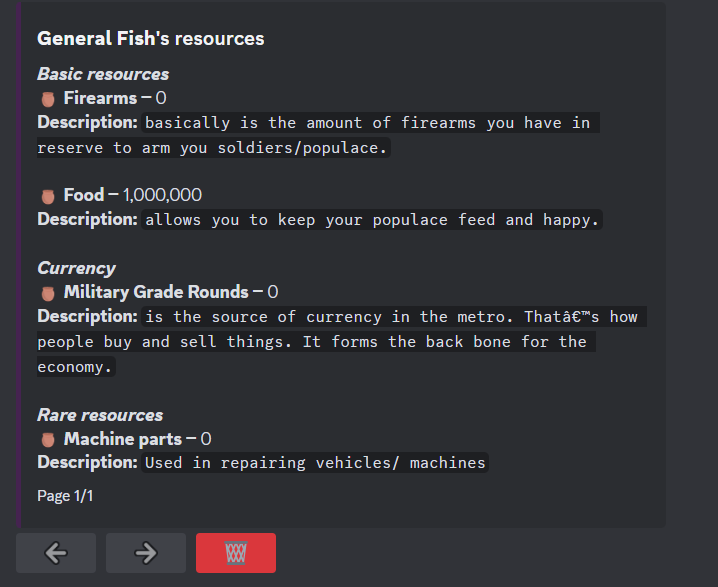 General Fish's resources
Basic resources
Firearms – 0
Description: basically is the amount of firearms you have in
reserve to arm you soldiers/populace.
Food – 1,000,000
Description: allows you to keep your populace feed and happy.
Currency
Military Grade Rounds – 0
Description: is the source of currency in the metro. Thatâ€™s how
people buy and sell things. It forms the back bone for the
economy.
Rare resources
Machine parts – 0
Description: Used in repairing vehicles/ machines
Page 1/1